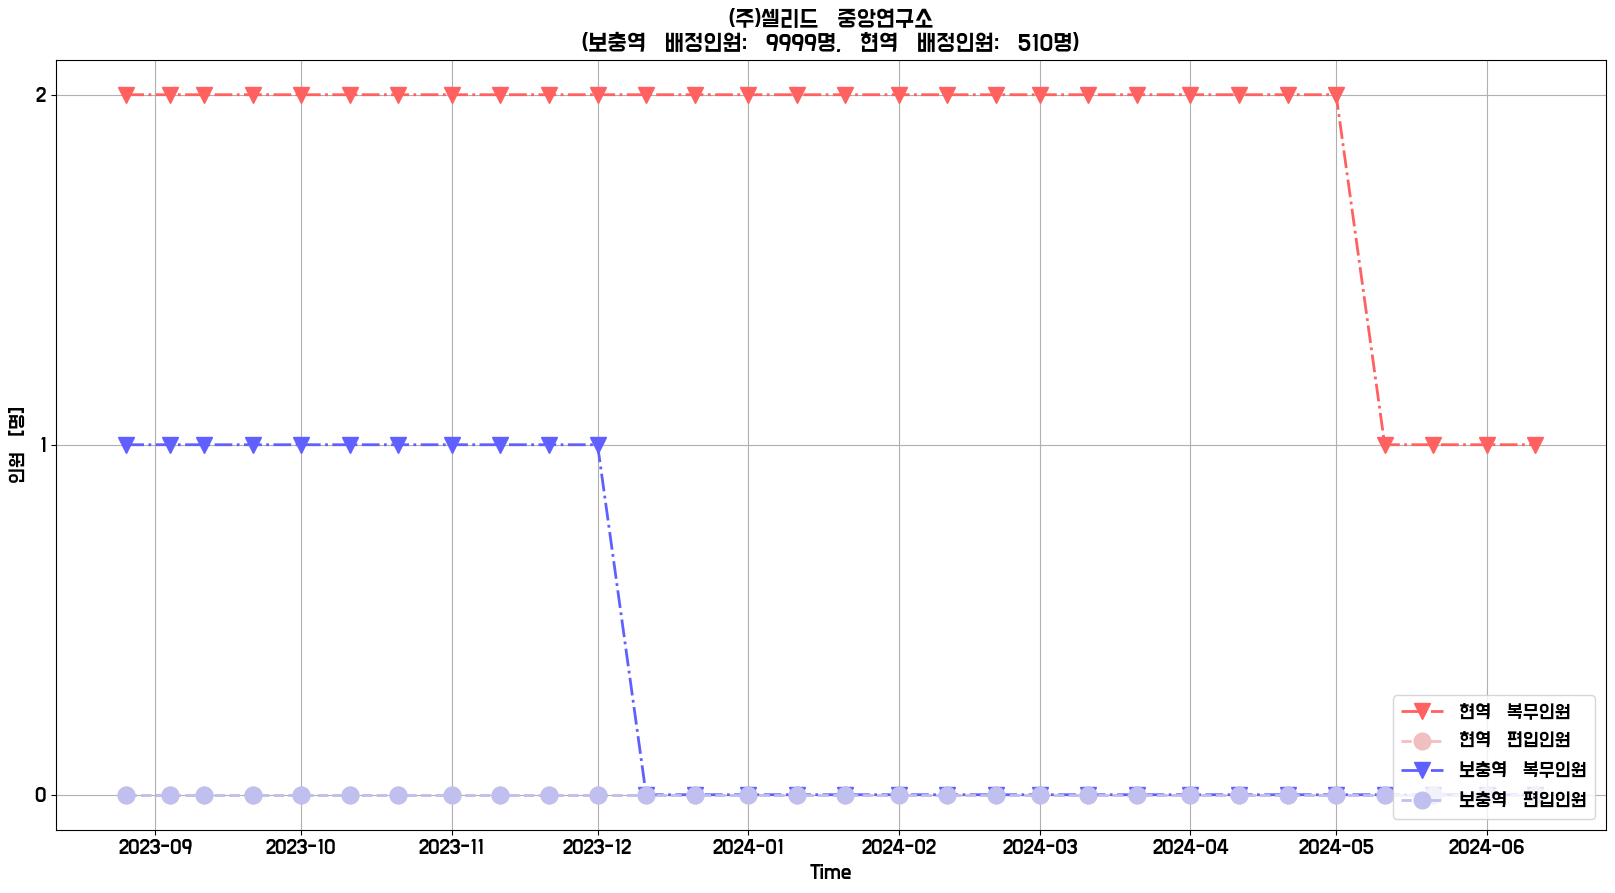 (주)셀리드 중앙연구소
(보충역 배정인원: 9999명, 현역 배정인원: 510명)
2
1
0
인원 [명]
현역 복무인원
현역 편입인원
보충역 복무인원
보충역 편입인원
2023-09 2023-10 2023-11 2023-12 2024-01 2024-02 2024-03 2024-04 2024-05 2024-06
Time